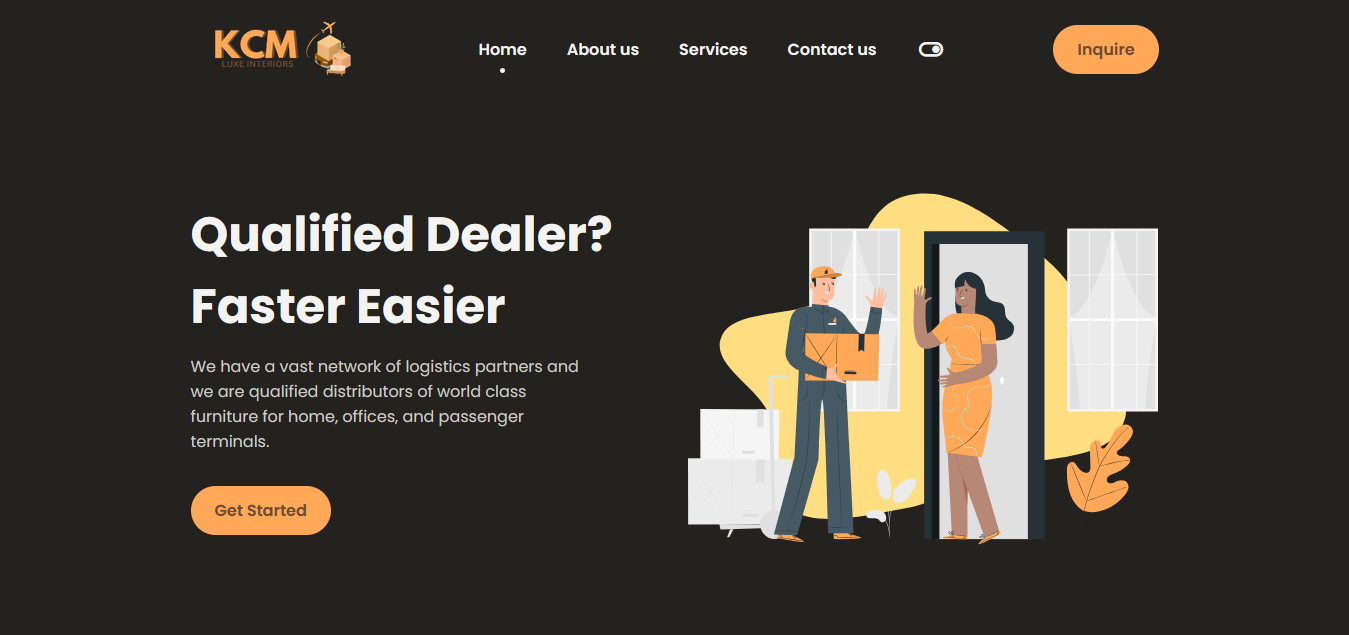 KCM
LUXE INTERIORS
Home
About us
Services
Contact us
Inquire
Qualified Dealer?
Faster Easier
We have a vast network of logistics partners and
we are qualified distributors of world class
furniture for home, offices, and passenger
terminals.
Get Started